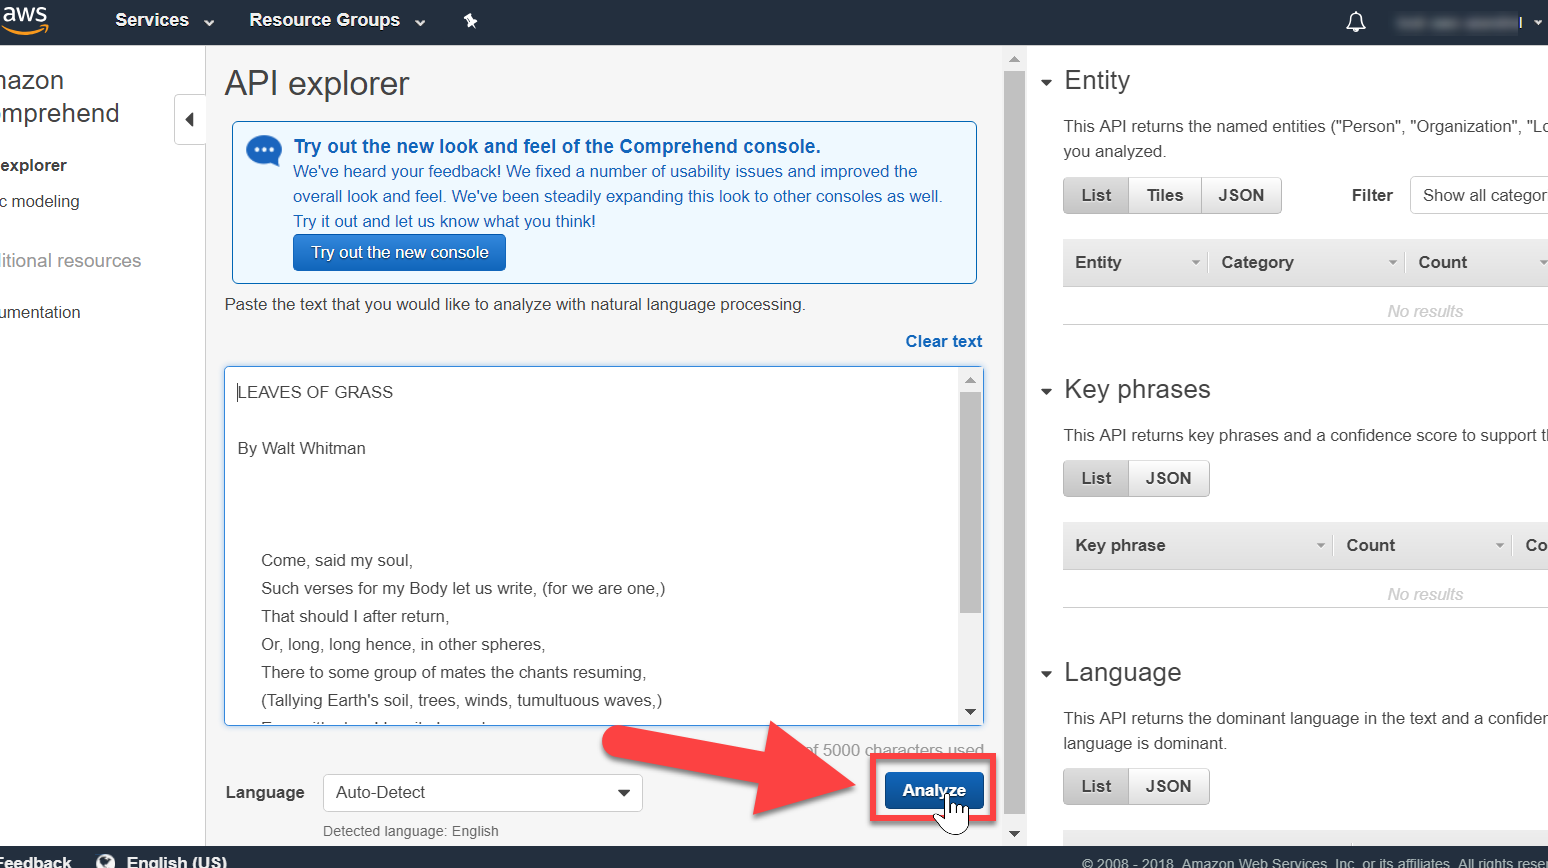 aws
Services
Resource Groups
mazon
omprehend
explorer
c modeling
itional resources
umentation
API explorer
Try out the new look and feel of the Comprehend console.
We've heard your feedback! We fixed a number of usability issues and improved the
overall look and feel. We've been steadily expanding this look to other consoles as well.
Try it out and let us know what you think!
Try out the new console
Paste the text that you would like to analyze with natural language processing.
Clear text
LEAVES OF GRASS
By Walt Whitman
Come, said my soul,
Such verses for my Body let us write, (for we are one,)
That should I after return,
Or, long, long hence, in other spheres,
There to some group of mates the chants resuming,
(Tallying Earth's soil, trees, winds, tumultuous waves,)
of 5000 characters used
Language
Auto-Detect
Analyze
Detected language: English
Entity
This API returns the named entities ("Person", "Organization", "Lo
you analyzed.
List Tiles JSON
Filter
Show all categor
Entity Category Count
No results
Key phrases
This API returns key phrases and a confidence score to support t
List JSON
Key phrase Count Co
No results
Language
This API returns the dominant language in the text and a confider
language is dominant.
List JSON
Feedback
English (US)
© 2008 - 2018, Amazon Web Services, Inc. or its affiliates. All rights rese